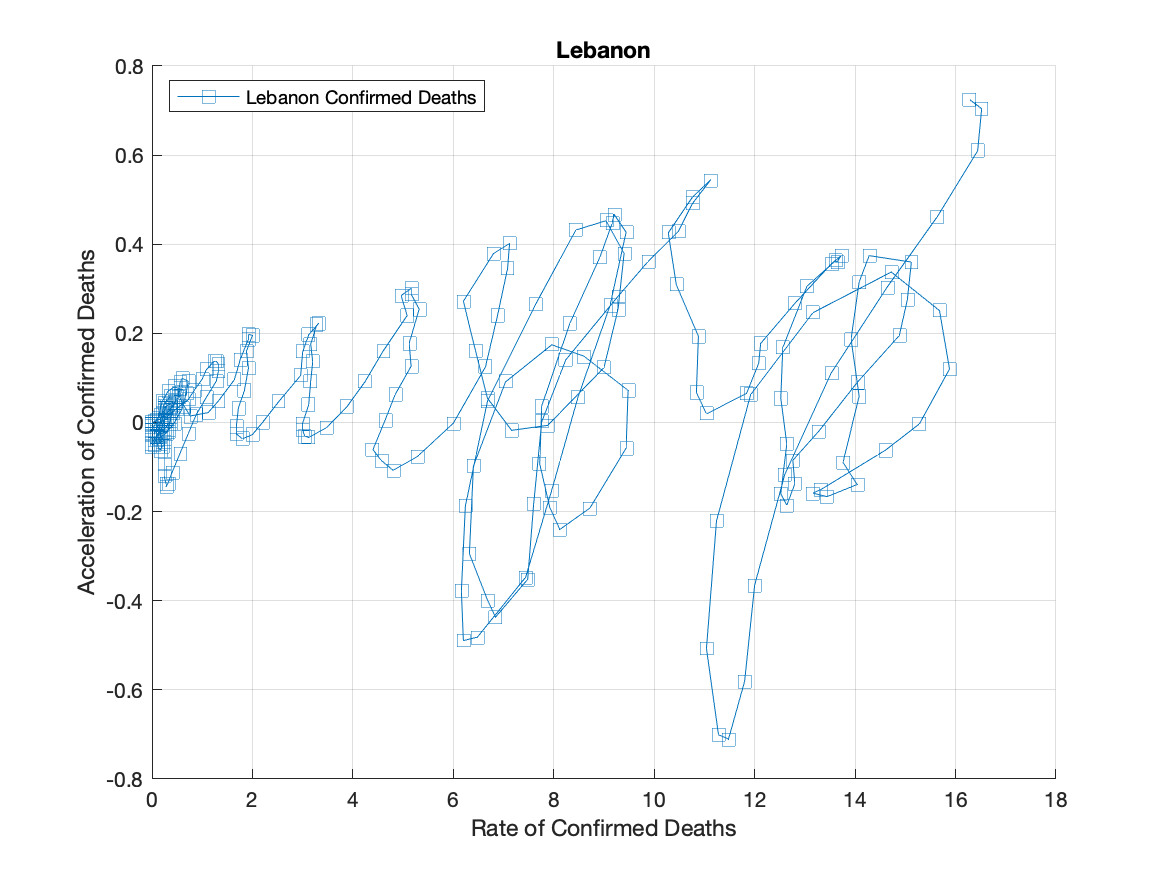 Lebanon
0.8
Lebanon Confirmed Deaths
0.6
0.4
0.2
0
-0.2
-0.4
-0.6
-0.8
Acceleration of Confirmed Deaths
0 2 4 6 8 10 12 14 16 18
Rate of Confirmed Deaths